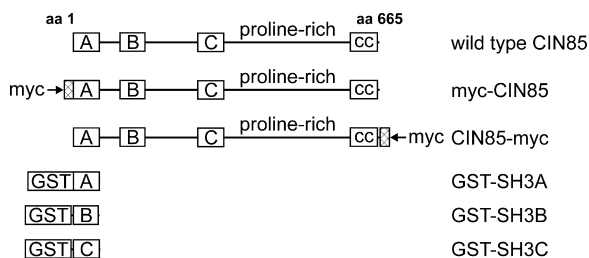 aa 1 aa 665
A B C proline-rich CC wild type CIN85
myc A B C proline-rich CC myc-CIN85
A B C proline-rich CC myc CIN85-myc
GST A GST-SH3A
GST B GST-SH3B
GST C GST-SH3C